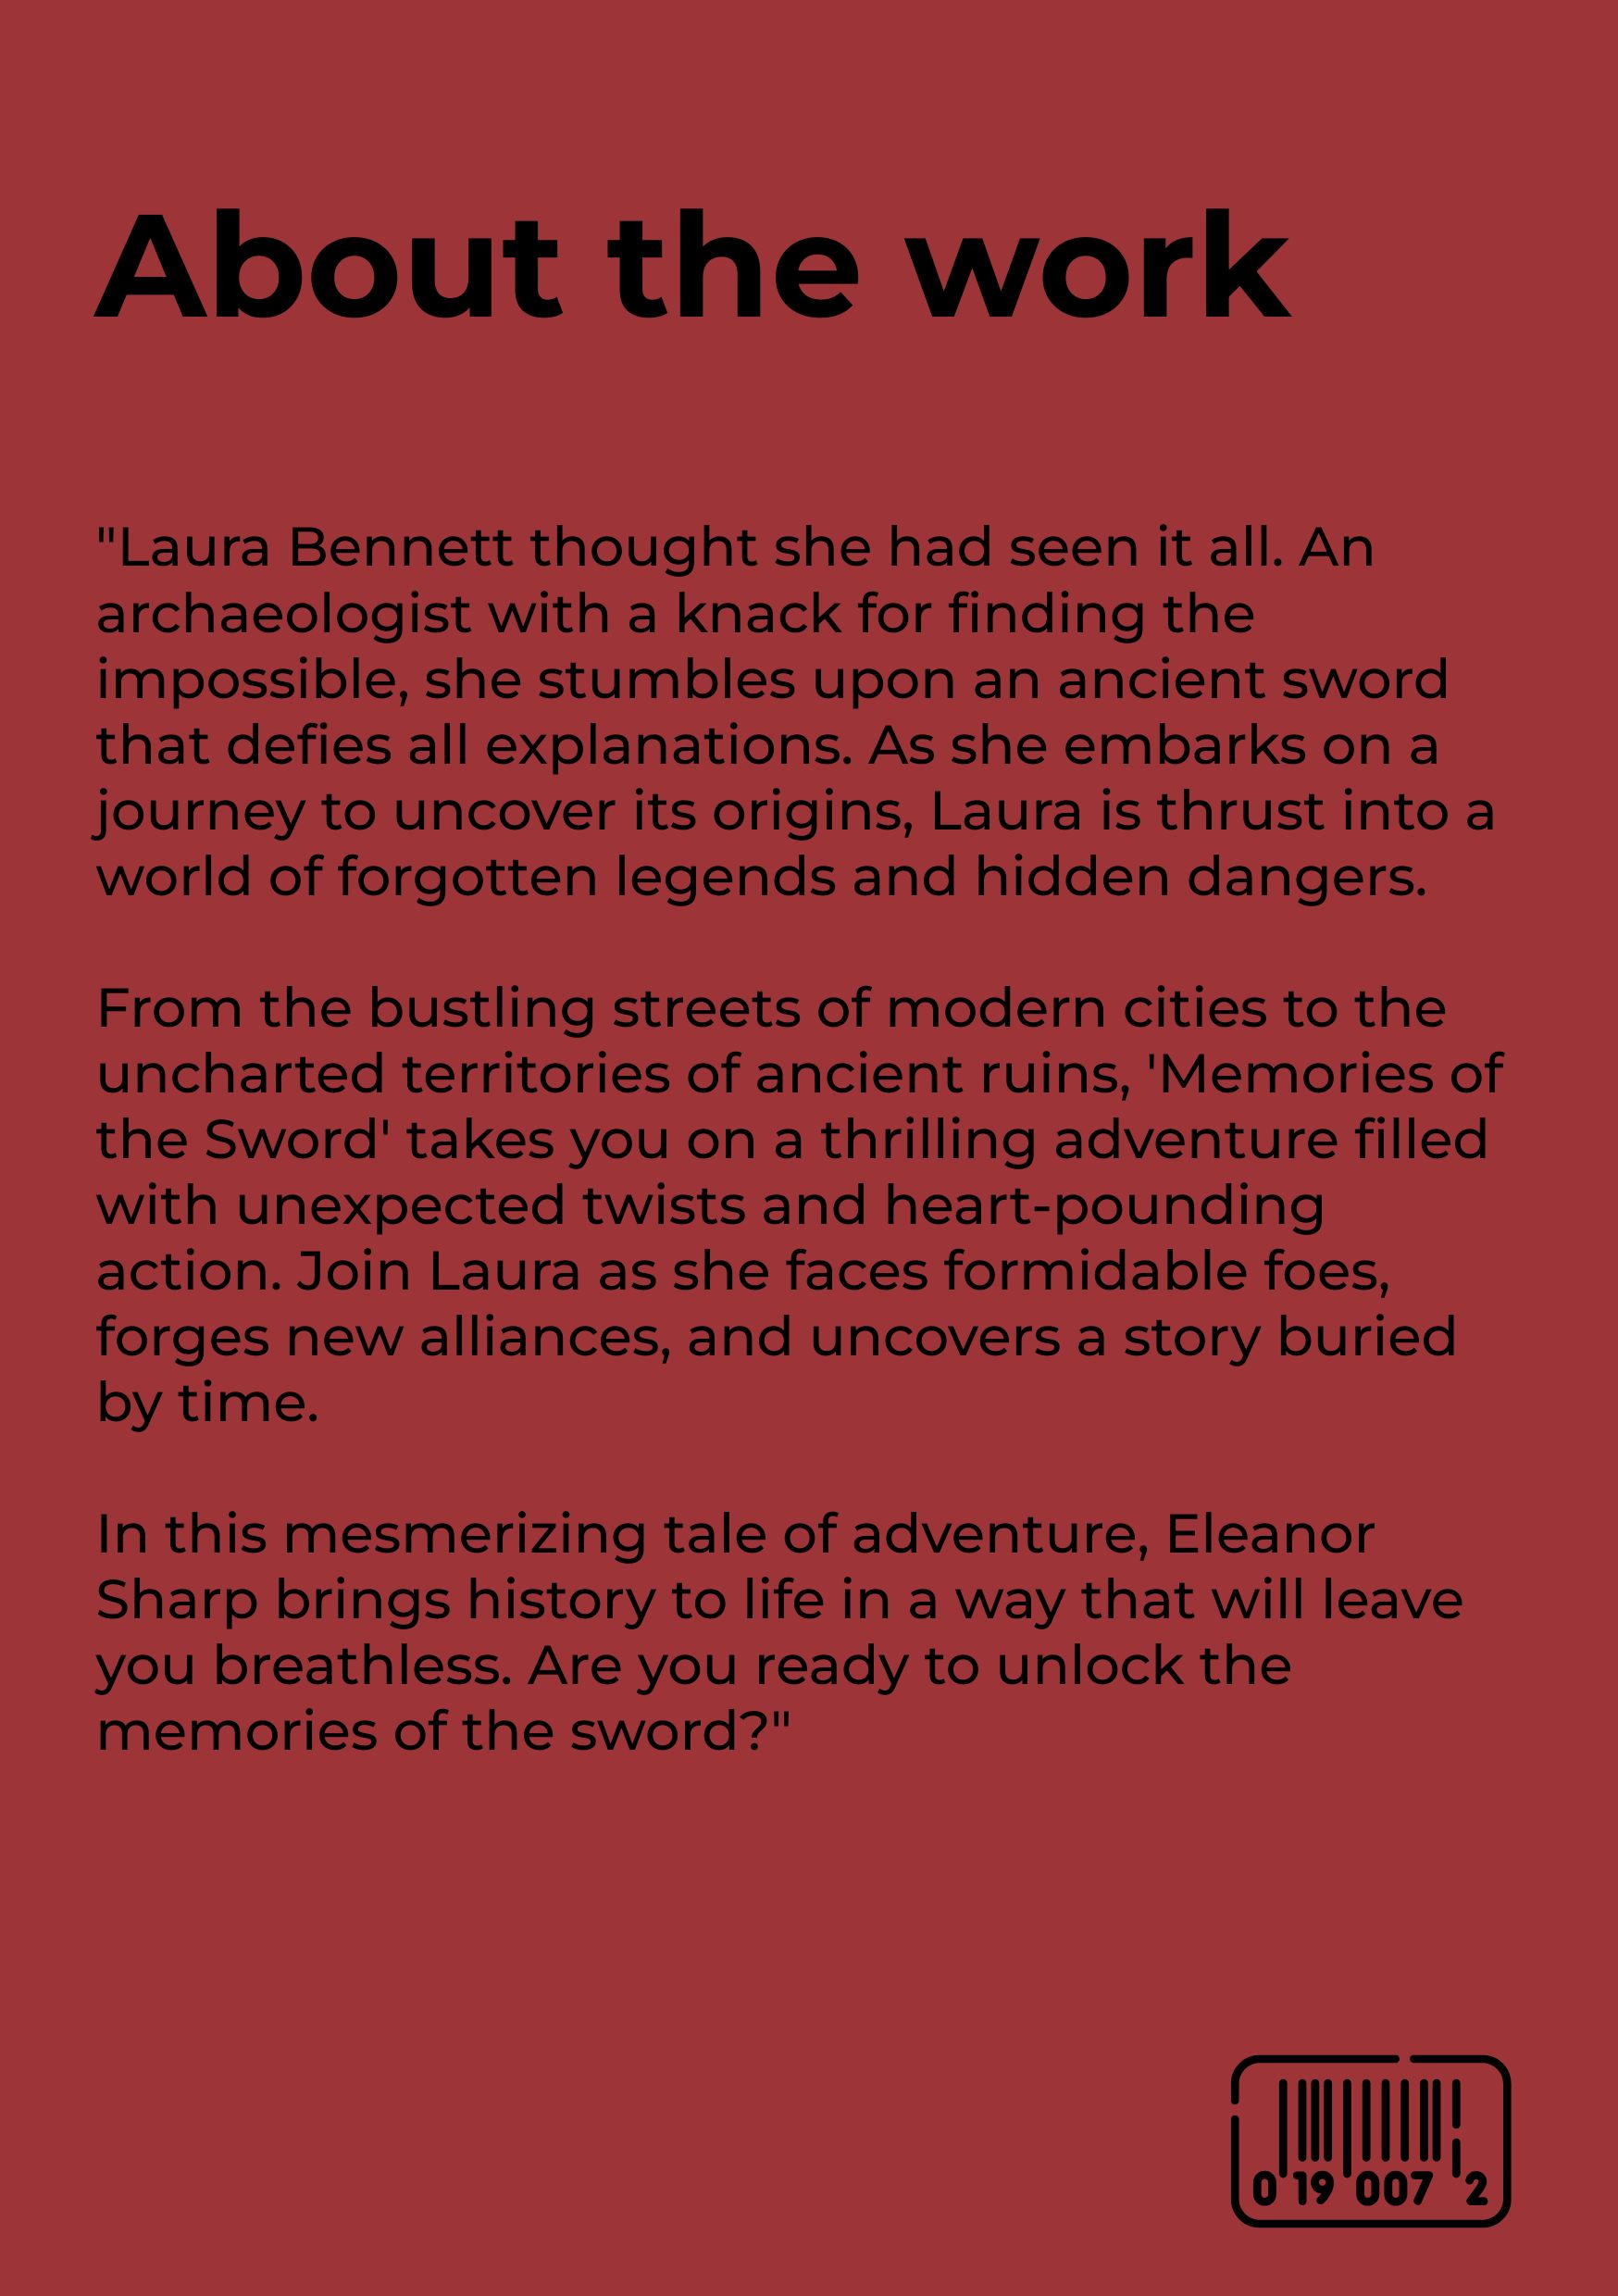 About the work
"Laura Bennett thought she had seen it all. An
archaeologist with a knack for finding the
impossible, she stumbles upon an ancient sword
that defies all explanations. As she embarks on a
journey to uncover its origins, Laura is thrust into a
world of forgotten legends and hidden dangers.
From the bustling streets of modern cities to the
uncharted territories of ancient ruins, 'Memories of
the Sword' takes you on a thrilling adventure filled
with unexpected twists and heart-pounding
action. Join Laura as she faces formidable foes,
forges new alliances, and uncovers a story buried
by time.
In this mesmerizing tale of adventure, Eleanor
Sharp brings history to life in a way that will leave
you breathless. Are you ready to unlock the
memories of the sword?"
0 19 007 2